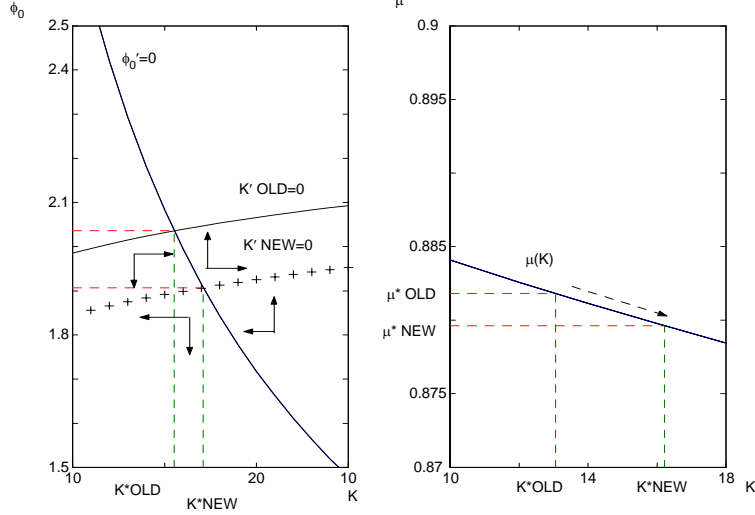 ϕ₀
2.5
ϕ₀′=0
2.4
2.1
K′ OLD=0
K′ NEW=0
1.8
1.5
10
20
10
K
K*OLD
K*NEW
μ
0.9
0.895
0.885
μ(K)
μ* OLD
μ* NEW
0.875
0.87
10
14
18
K
K*OLD
K*NEW